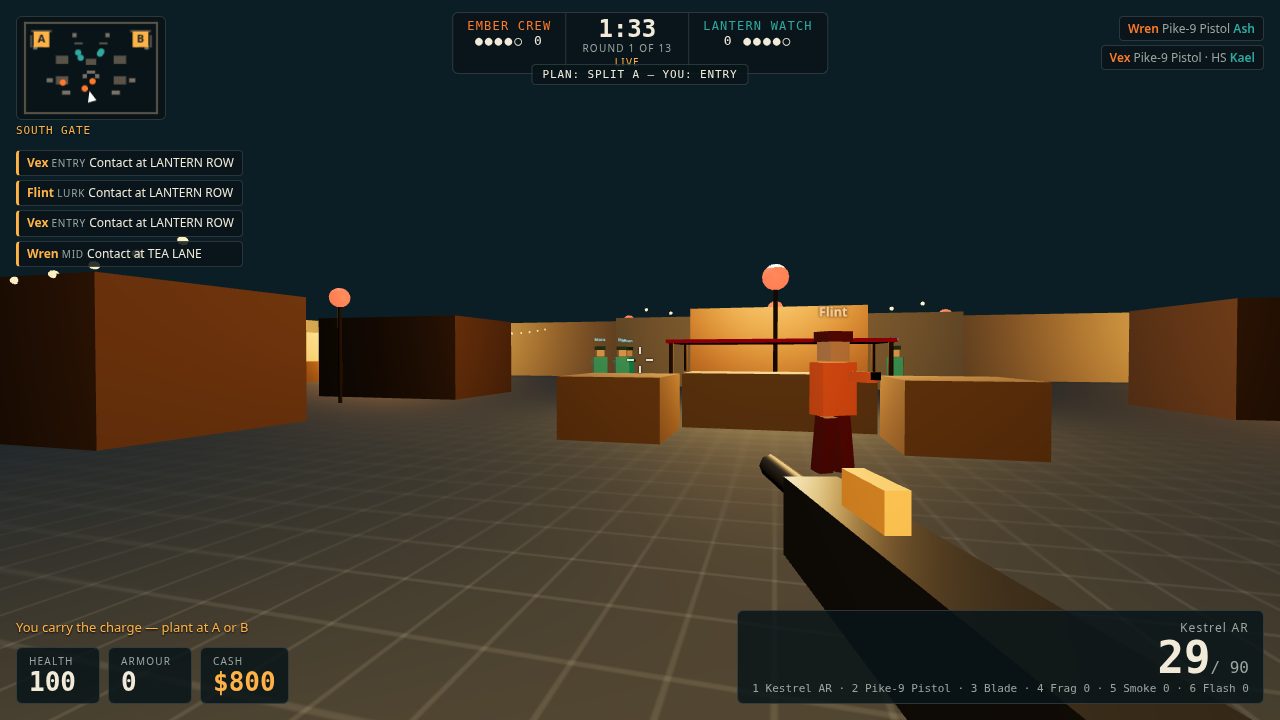 A B
SOUTH GATE
Vex ENTRY Contact at LANTERN ROW
Flint LURK Contact at LANTERN ROW
Vex ENTRY Contact at LANTERN ROW
Wren MID Contact at TEA LANE
EMBER CREW 1:33 LANTERN WATCH
0 0
ROUND 1 OF 13
LIVE
PLAN: SPLIT A — YOU: ENTRY
Wren Pike-9 Pistol Ash
Vex Pike-9 Pistol · HS Kael
Flint
You carry the charge — plant at A or B
HEALTH ARMOUR CASH
100 0 $800
Kestrel AR
29 / 90
1 Kestrel AR · 2 Pike-9 Pistol · 3 Blade · 4 Frag 0 · 5 Smoke 0 · 6 Flash 0